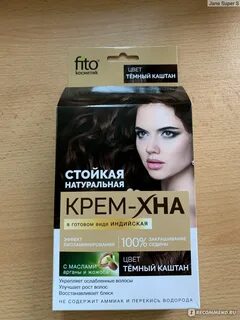 Jane Super S
fito
косметик
ЦВЕТ
ТЁМНЫЙ КАШТАН
СТОЙКАЯ
НАТУРАЛЬНАЯ
КРЕМ-ХНА
в готовом виде ИНДИЙСКАЯ
ЭФФЕКТ
БИОЛАМИНИРОВАНИЯ
100% ЗАКРАШИВАНИЕ
СЕДИНЫ
С МАСЛАМИ
арганы и жожоба
ЦВЕТ
ТЁМНЫЙ КАШТАН
Укрепляет ослабленные волосы
Улучшает рост волос
Восстанавливает блеск
НЕ СОДЕРЖИТ АММИАК И ПЕРЕКИСЬ ВОДОРОДА
IRECOMMEND.RU